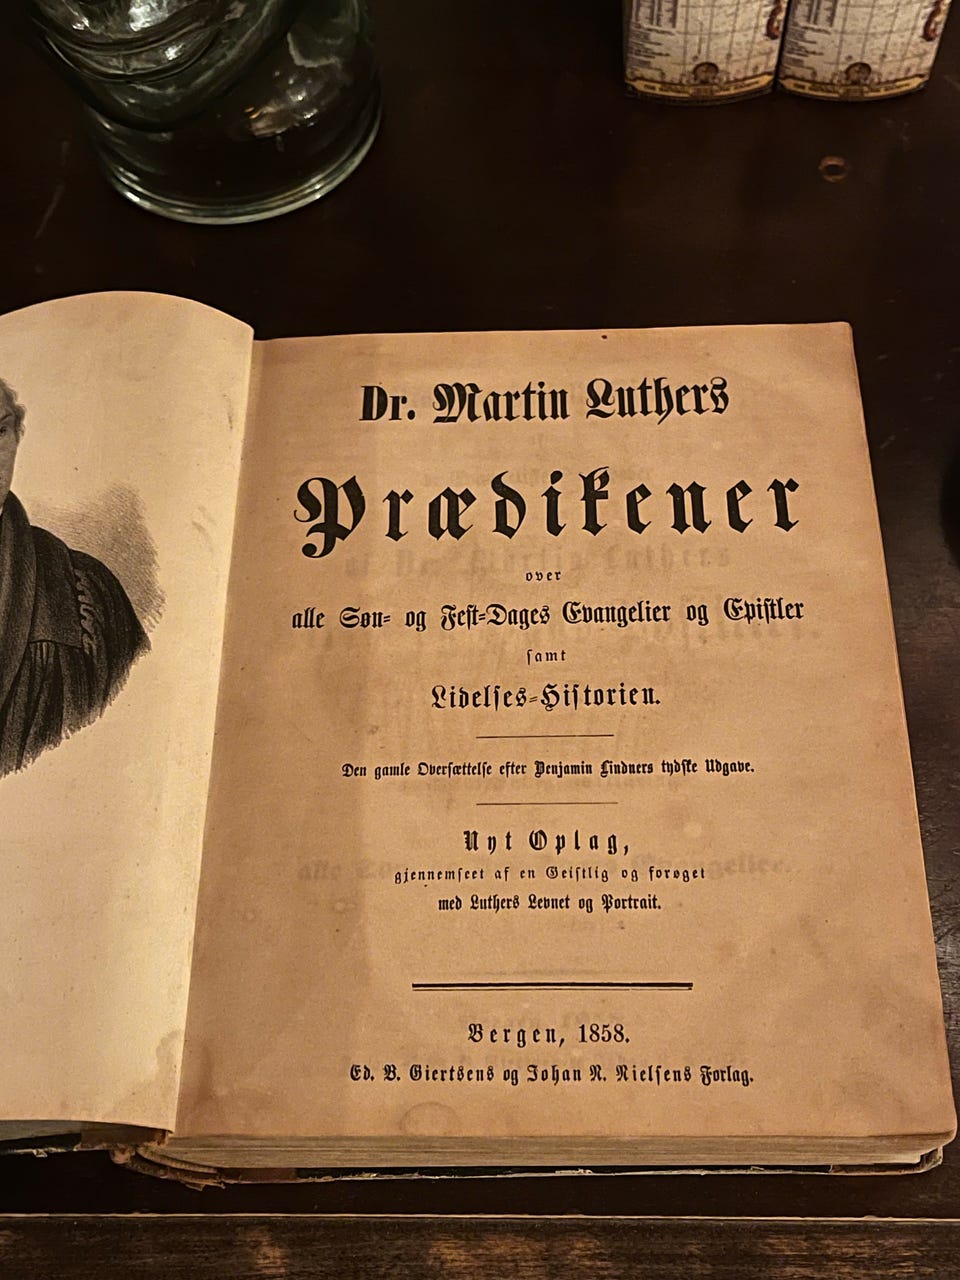 Dr. Martin Luthers
Prædikener
over
alle Søn- og Fest-Dages Evangelier og Epistler
samt
Lidelses-Historien.
Den gamle Oversættelse efter Benjamin Lindners tydske Udgave.
Nyt Oplag,
gjennemseet af en Geistlig og forøget
med Luthers Levnet og Portrait.
Bergen, 1858.
Ed. B. Giertsens og Johan N. Nielsens Forlag.